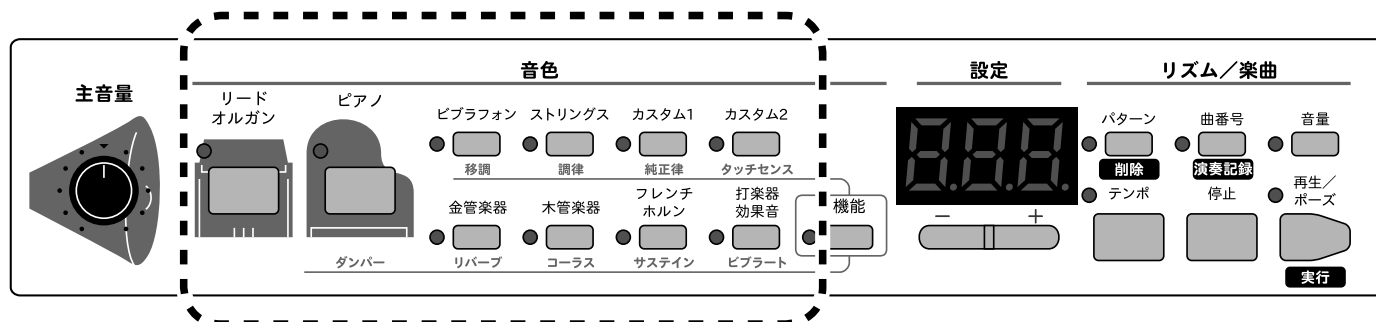 主音量
音色
リード
オルガン
ピアノ
ビブラフォン
ストリングス
カスタム1
カスタム2
移調
調律
純正律
タッチセンス
金管楽器
木管楽器
フレンチ
ホルン
打楽器
効果音
機能
ダンパー
リバーブ
コーラス
サステイン
ビブラート
設定
888
−
+
リズム／楽曲
パターン
曲番号
音量
削除
演奏記録
テンポ
停止
再生／
ポーズ
実行